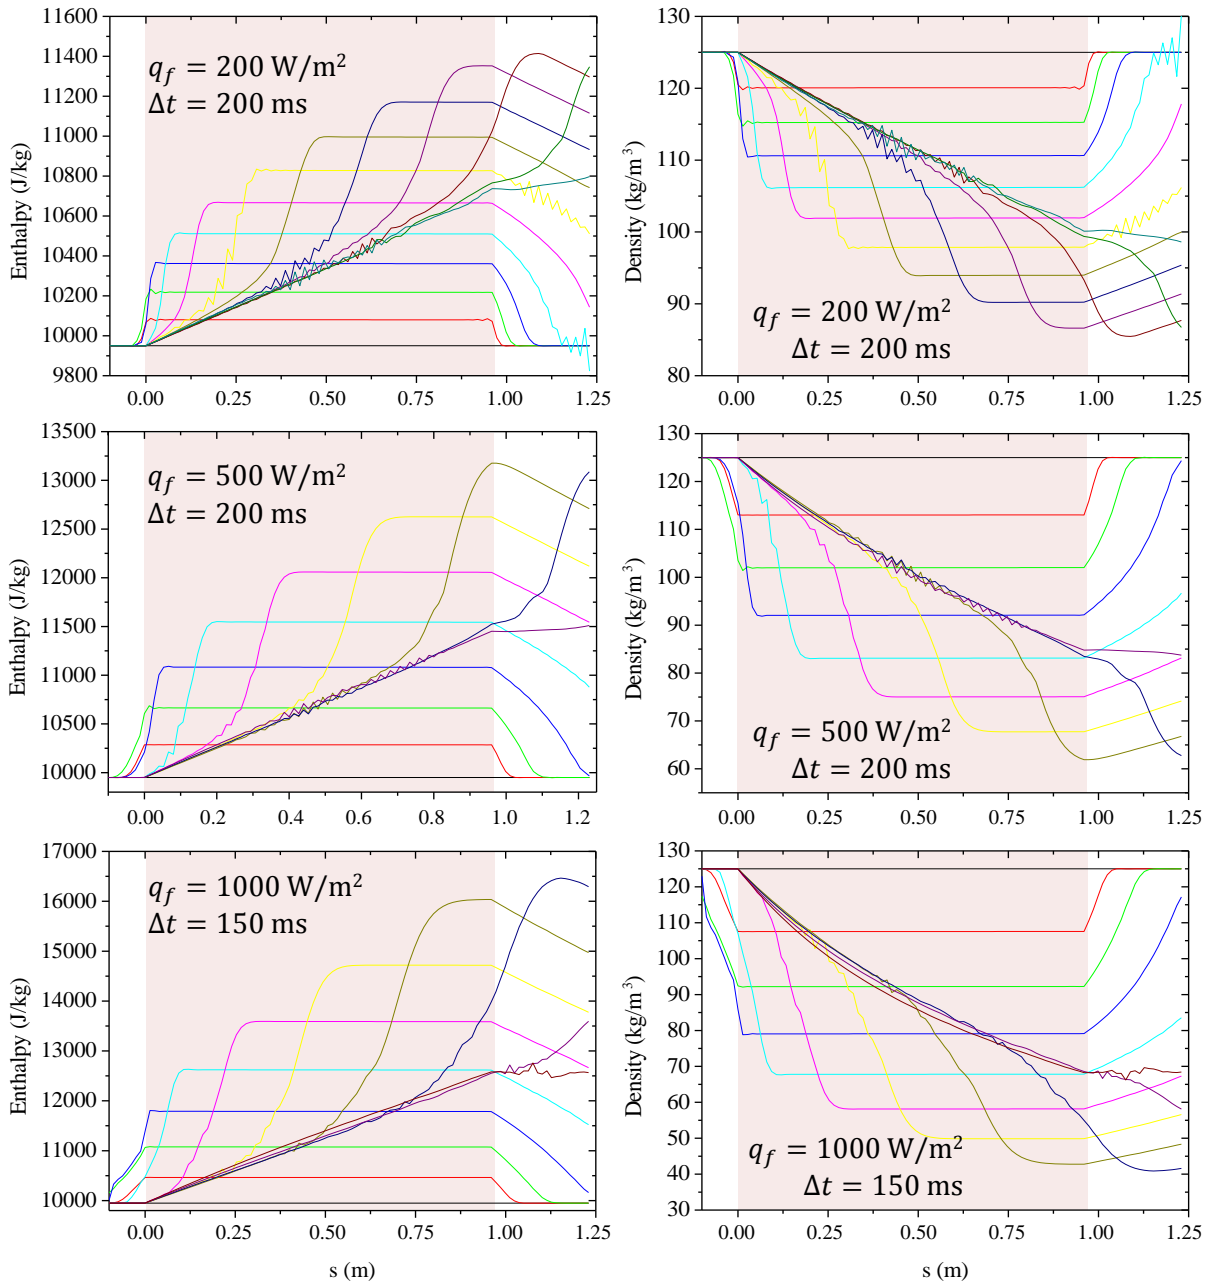 11600
11400
11200
11000
10800
10600
10400
10200
10000
9800
Enthalpy (J/kg)
q_f = 200 W/m²
Δt = 200 ms
0.00 0.25 0.50 0.75 1.00 1.25
130
120
110
100
90
80
Density (kg/m³)
q_f = 200 W/m²
Δt = 200 ms
0.00 0.25 0.50 0.75 1.00 1.25
s (m)
s (m)
13500
13000
12500
12000
11500
11000
10500
10000
Enthalpy (J/kg)
q_f = 500 W/m²
Δt = 200 ms
0.00 0.2 0.4 0.6 0.8 1.0 1.2
130
120
110
100
90
80
70
60
Density (kg/m³)
q_f = 500 W/m²
Δt = 200 ms
0.00 0.25 0.50 0.75 1.00 1.25
17000
16000
15000
14000
13000
12000
11000
10000
Enthalpy (J/kg)
q_f = 1000 W/m²
Δt = 150 ms
0.00 0.25 0.50 0.75 1.00 1.25
130
120
110
100
90
80
70
60
50
40
30
Density (kg/m³)
q_f = 1000 W/m²
Δt = 150 ms
0.00 0.25 0.50 0.75 1.00 1.25
s (m)
s (m)